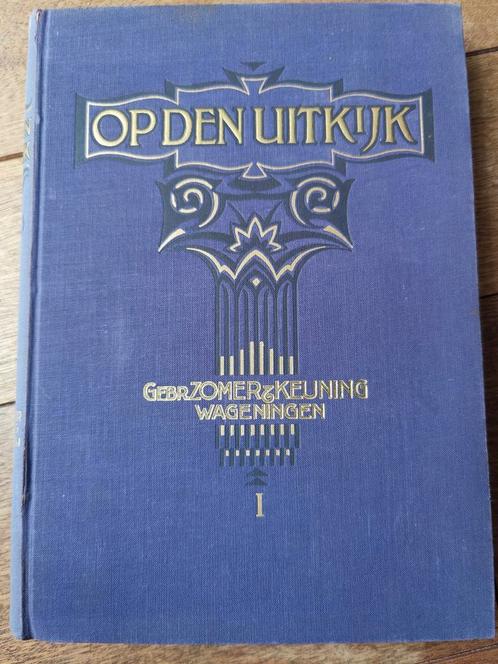 OP DEN UITKIJK
GEBR. ZOMER & KEUNING
WAGENINGEN
I